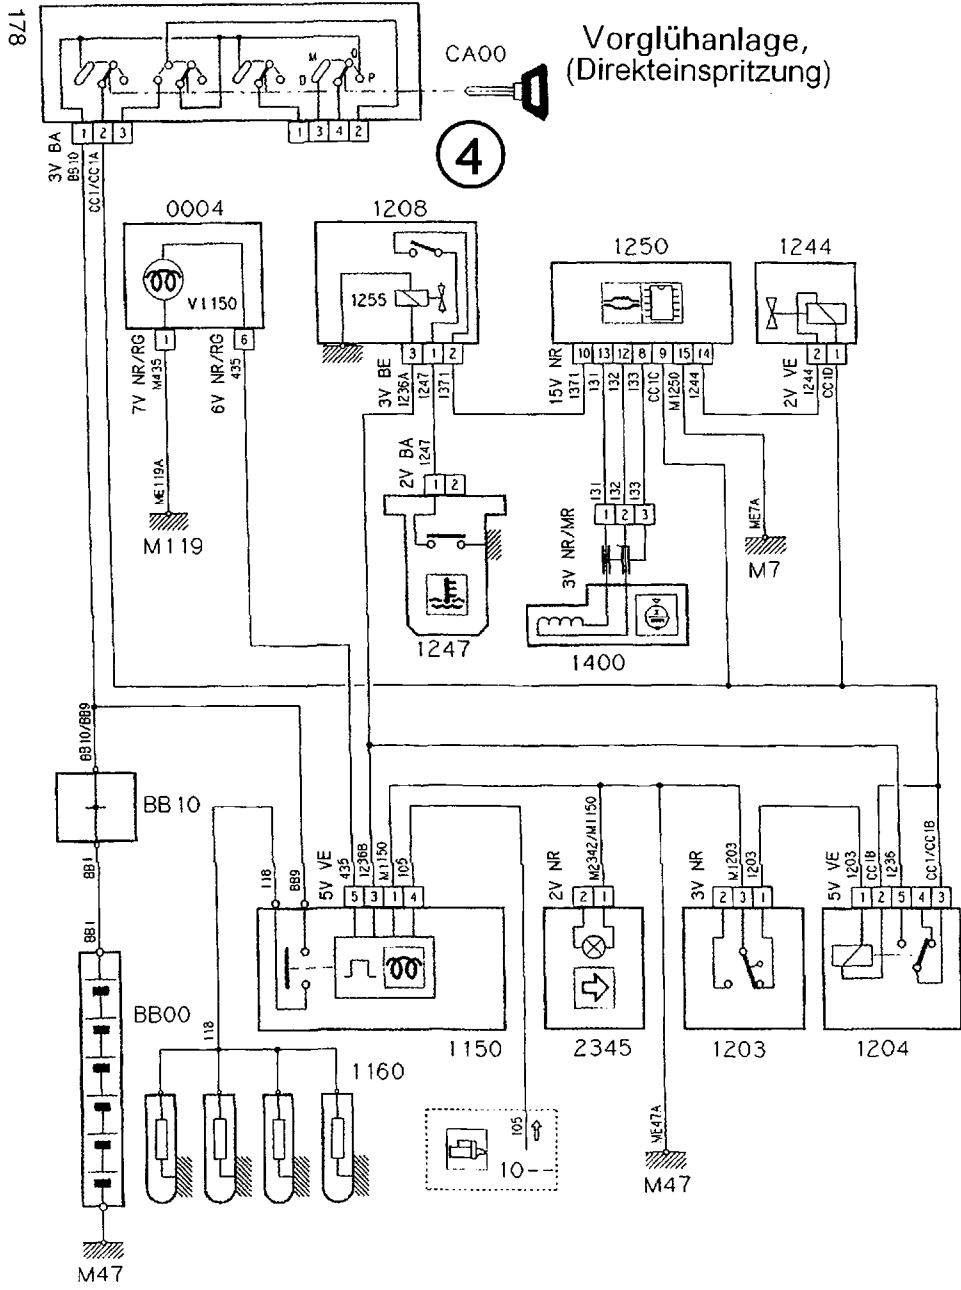 178
CA00
Vorglühanlage,
(Direkteinspritzung)
M
O
D
P
1 2 3
1 3 4 2
3V BA
BB10
CC1/CC1A
4
0004
1208
1250
1244
V1150
1255
1 6
3 1 2
10 13 12 8 9 15 14
2 1
7V NR/RG
M435
6V NR/RG
435
3V BE
1236A
1247
1371
15V NR
1371
131
132
133
CC1C
M1250
1244
2V VE
1244
CC1D
ME119A
M119
2V BA
1247
1 2
131
132
133
1 2 3
3V NR/MR
ME7A
M7
1247
1400
BB10/BB9
BB10
BB1
BB1
118
BB9
5V VE
435
1236B
M1150
105
5 3 1 4
2V NR
M2342/M1150
2 1
3V NR
M1203
1203
2 3 1
5V VE
1203
CC1B
1236
CC1/CC1B
1 2 5 4 3
BB00
1150
2345
1203
1204
118
1160
105
10--
ME47A
M47
M47